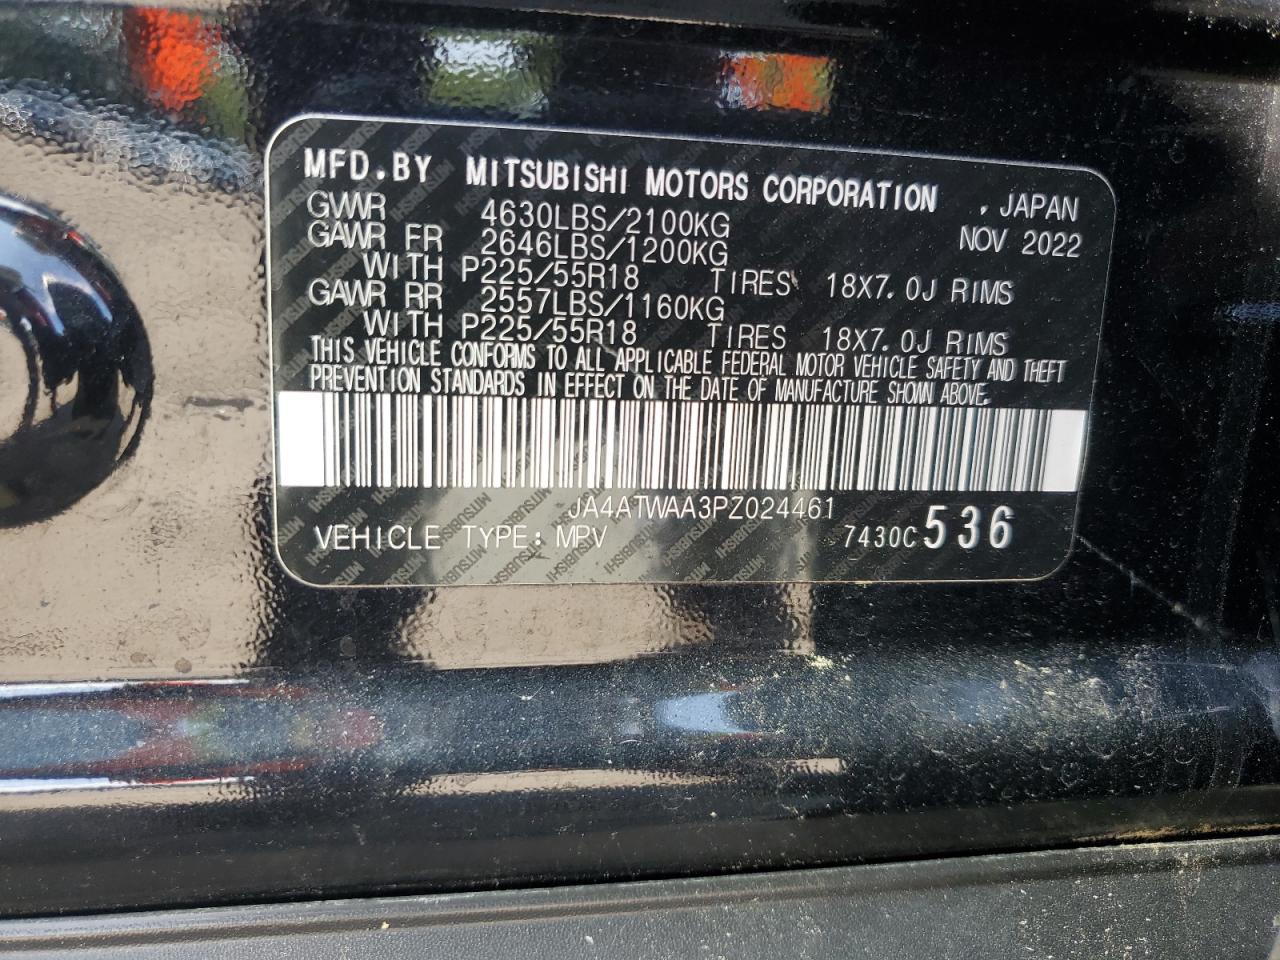 MFD.BY MITSUBISHI MOTORS CORPORATION , JAPAN
GVWR 4630LBS/2100KG NOV 2022
GAWR FR 2646LBS/1200KG
WITH P225/55R18 TIRES 18X7.0J RIMS
GAWR RR 2557LBS/1160KG
WITH P225/55R18 TIRES 18X7.0J RIMS
THIS VEHICLE CONFORMS TO ALL APPLICABLE FEDERAL MOTOR VEHICLE SAFETY AND THEFT
PREVENTION STANDARDS IN EFFECT ON THE DATE OF MANUFACTURE SHOWN ABOVE.
JA4ATWAA3PZ024461
VEHICLE TYPE: MPV 7430C 536